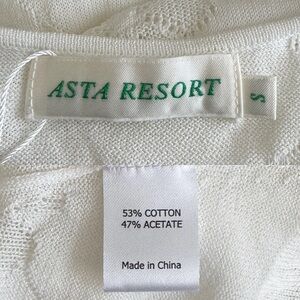 ASTA RESORT
S
53% COTTON
47% ACETATE
Made in China